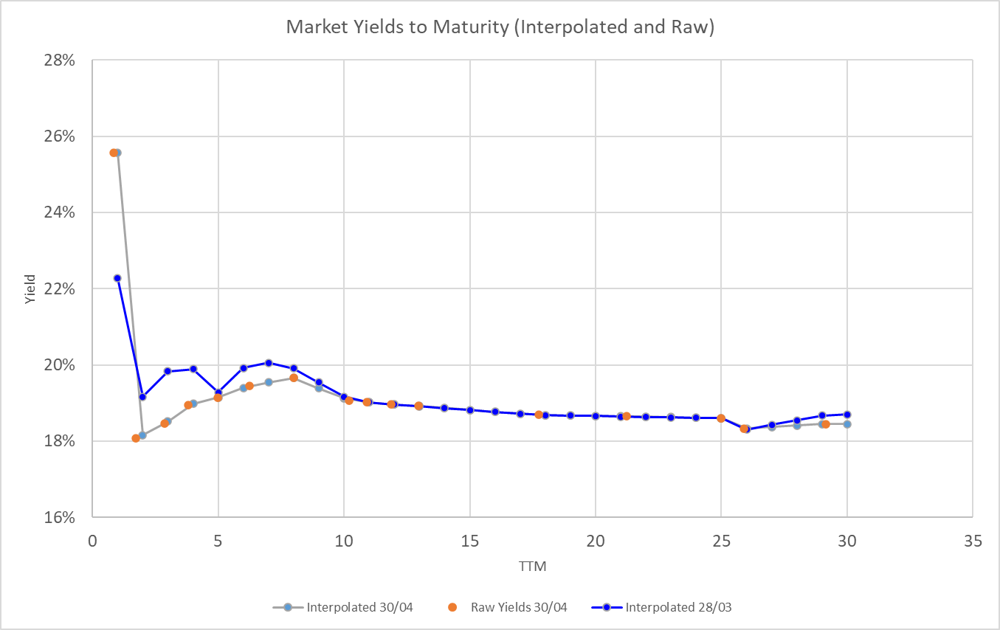 Market Yields to Maturity (Interpolated and Raw)
28%
26%
24%
22%
20%
18%
16%
Yield
0 5 10 15 20 25 30 35
TTM
Interpolated 30/04 Raw Yields 30/04 Interpolated 28/03